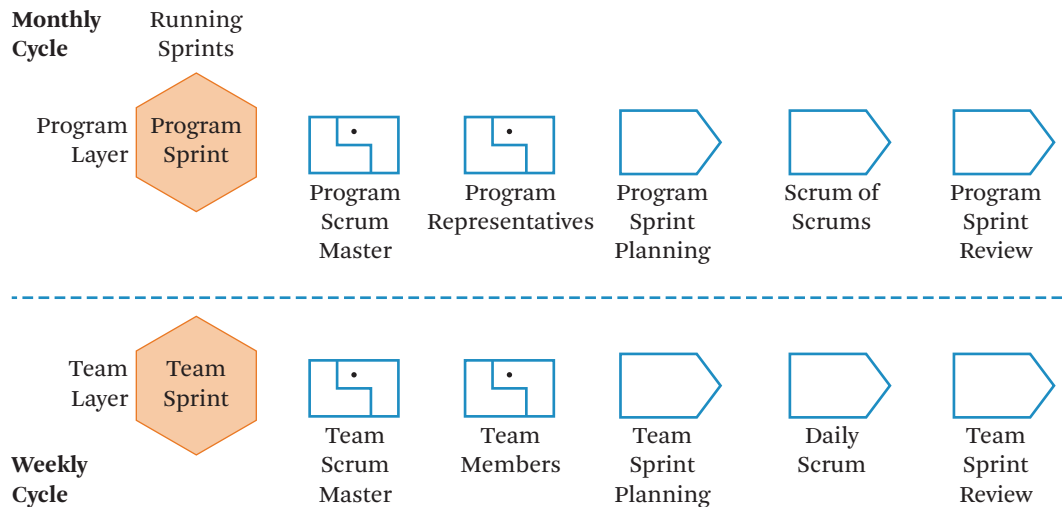 Monthly
Cycle
Running
Sprints
Program
Layer
Program
Sprint
Program
Scrum
Master
Program
Representatives
Program
Sprint
Planning
Scrum of
Scrums
Program
Sprint
Review
Team
Layer
Team
Sprint
Team
Scrum
Master
Team
Members
Team
Sprint
Planning
Daily
Scrum
Team
Sprint
Review
Weekly
Cycle